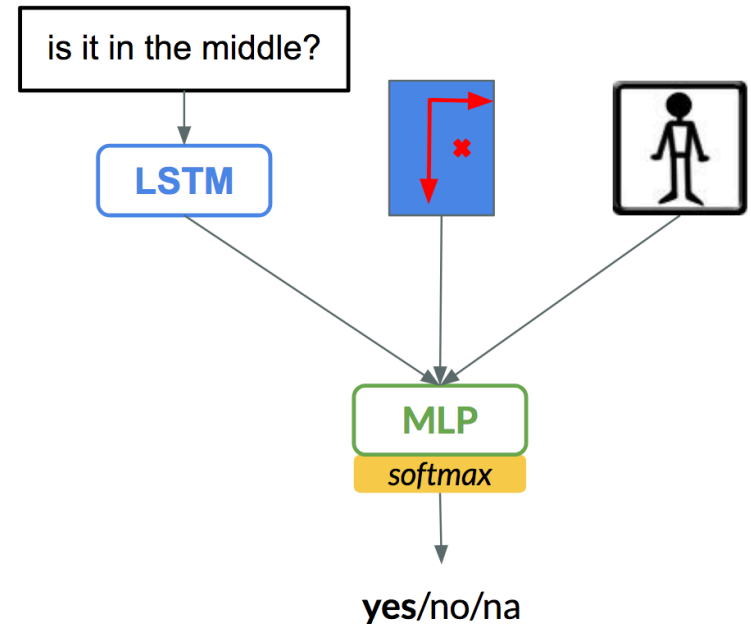 is it in the middle?
LSTM
MLP
softmax
yes/no/na